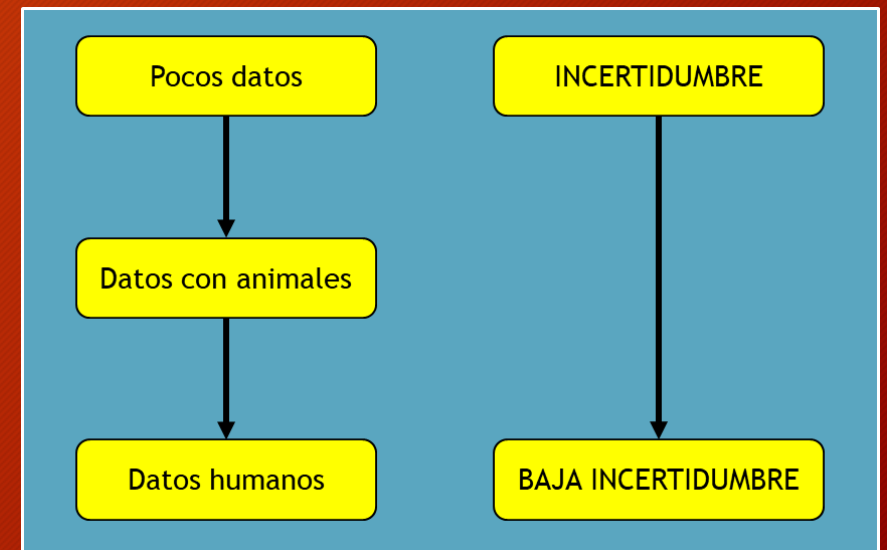 Pocos datos
INCERTIDUMBRE
Datos con animales
Datos humanos
BAJA INCERTIDUMBRE